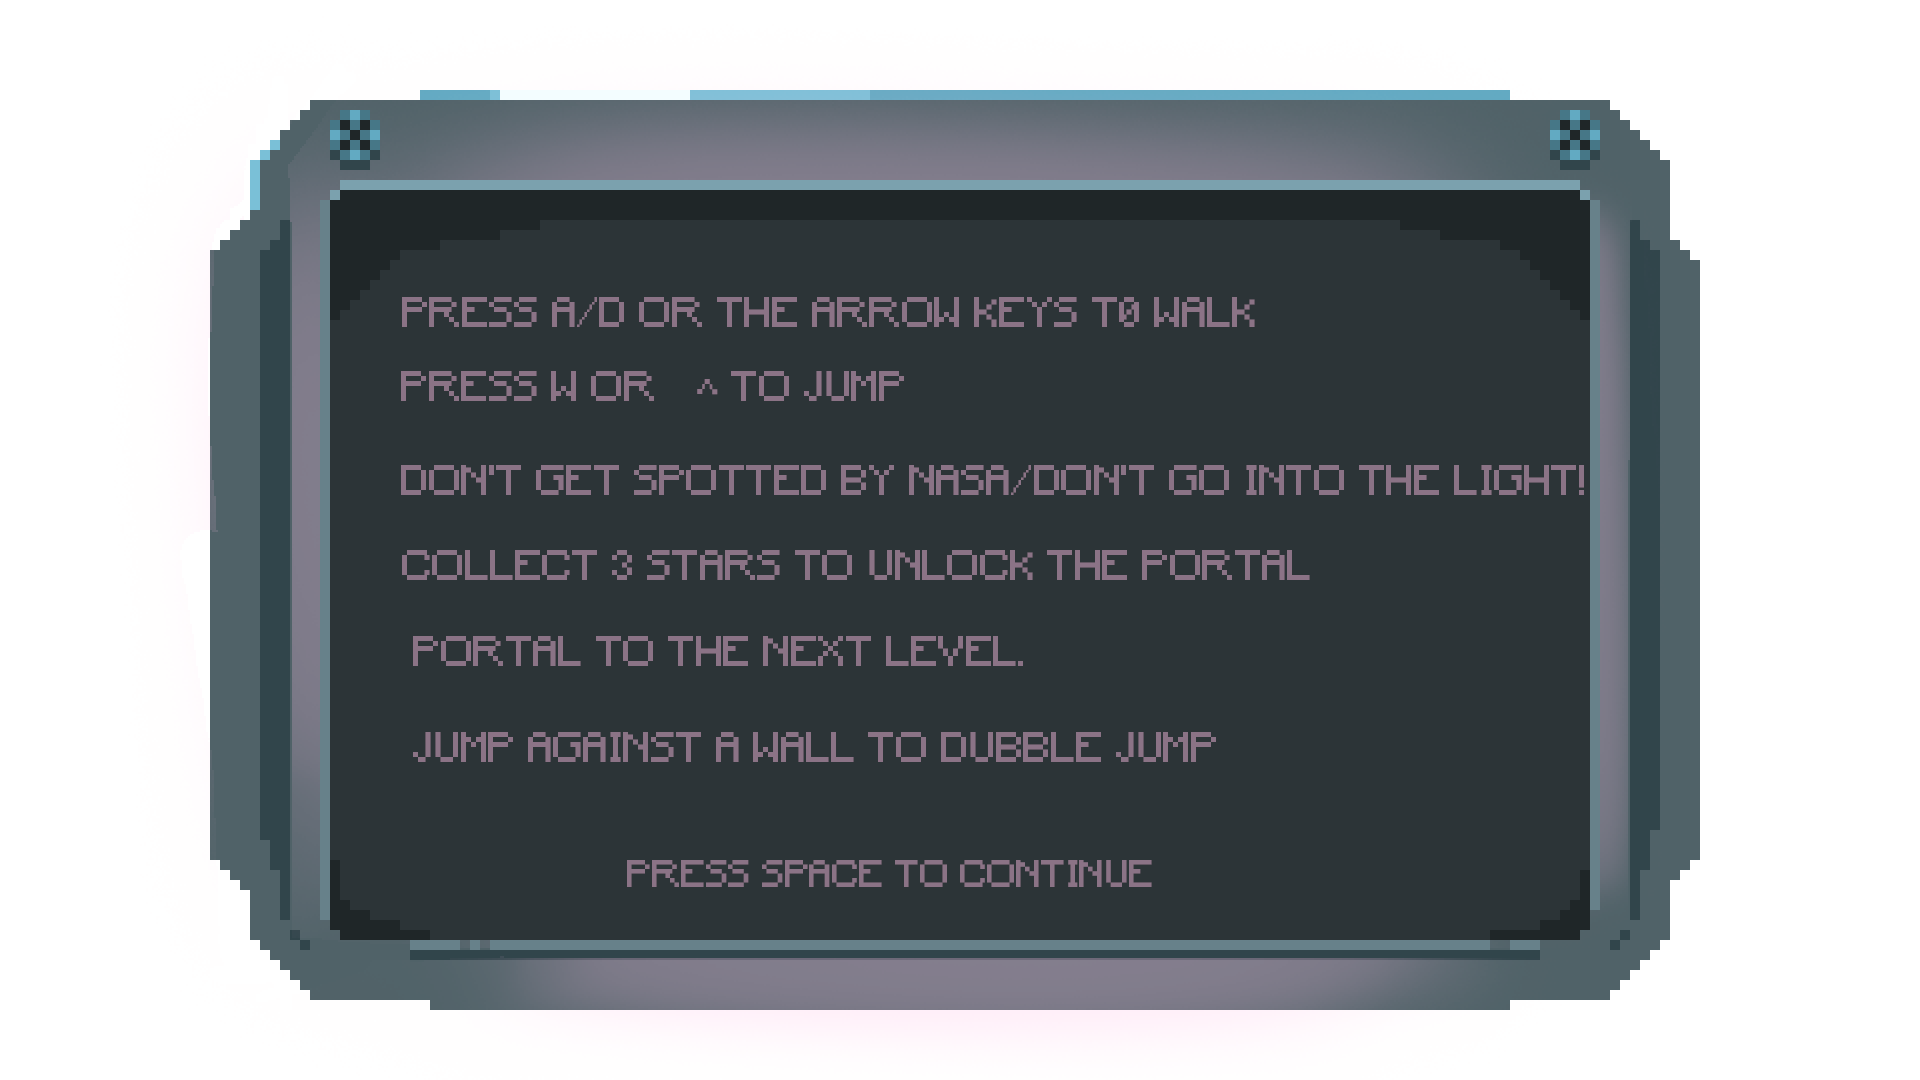 PRESS A/D OR THE ARROW KEYS T0 WALK
PRESS W OR ^ TO JUMP
DON'T GET SPOTTED BY NASA/DON'T GO INTO THE LIGHT!
COLLECT 3 STARS TO UNLOCK THE PORTAL
PORTAL TO THE NEXT LEVEL.
JUMP AGAINST A WALL TO DUBBLE JUMP
PRESS SPACE TO CONTINUE